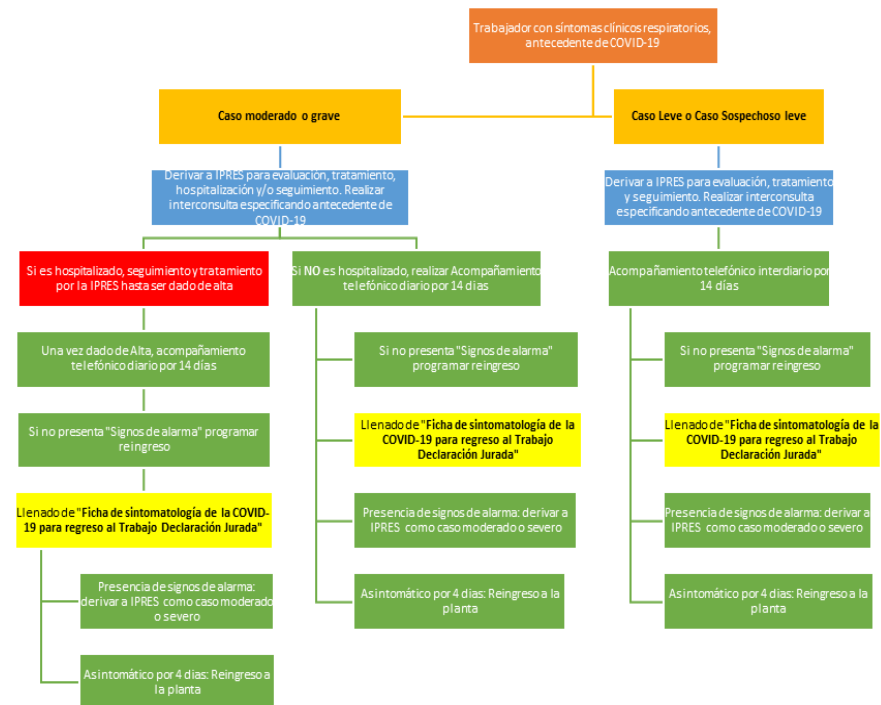 Trabajador con síntomas clínicos respiratorios,
antecedente de COVID-19
Caso moderado o grave
Caso Leve o Caso Sospechoso leve
Derivar a IPRES para evaluación, tratamiento,
hospitalización y/o seguimiento. Realizar
interconsulta especificando antecedente de
COVID-19
Derivar a IPRES para evaluación, tratamiento
y seguimiento. Realizar interconsulta
especificando antecedente de COVID-19
Si es hospitalizado, seguimiento y tratamiento
por la IPRES hasta ser dado de alta
Si NO es hospitalizado, realizar Acompañamiento
telefónico diario por 14 dias
Acompañamiento telefónico interdiario por
14 días
Una vez dado de Alta, acompañamiento
telefónico diario por 14 días
Si no presenta "Signos de alarma" programar
reingreso
Llenado de "Ficha de sintomatología de la COVID-
19 para regreso al Trabajo Declaración Jurada"
Presencia de signos de alarma:
derivar a IPRES como caso moderado
o severo
Asintomático por 4 dias: Reingreso a
la planta
Si no presenta "Signos de alarma"
programar reingreso
Llenado de "Ficha de sintomatología de la
COVID-19 para regreso al Trabajo
Declaración Jurada"
Presencia de signos de alarma: derivar a
IPRES como caso moderado o severo
Asintomático por 4 dias: Reingreso a la
planta
Si no presenta "Signos de alarma"
programar reingreso
Llenado de "Ficha de sintomatología de la
COVID-19 para regreso al Trabajo
Declaración Jurada"
Presencia de signos de alarma: derivar a
IPRES como caso moderado o severo
Asintomático por 4 dias: Reingreso a la
planta